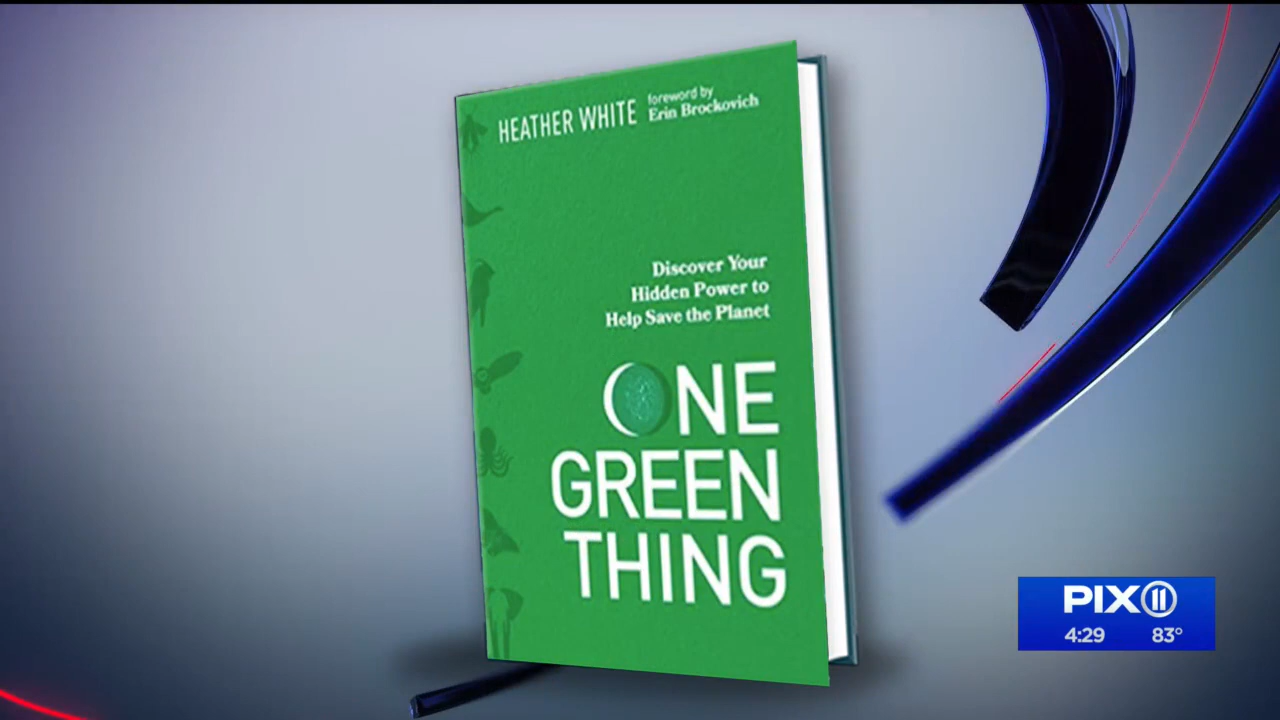 HEATHER WHITE
foreword by
Erin Brockovich
Discover Your
Hidden Power to
Help Save the Planet
ONE
GREEN
THING
PIX11
4:29 83°